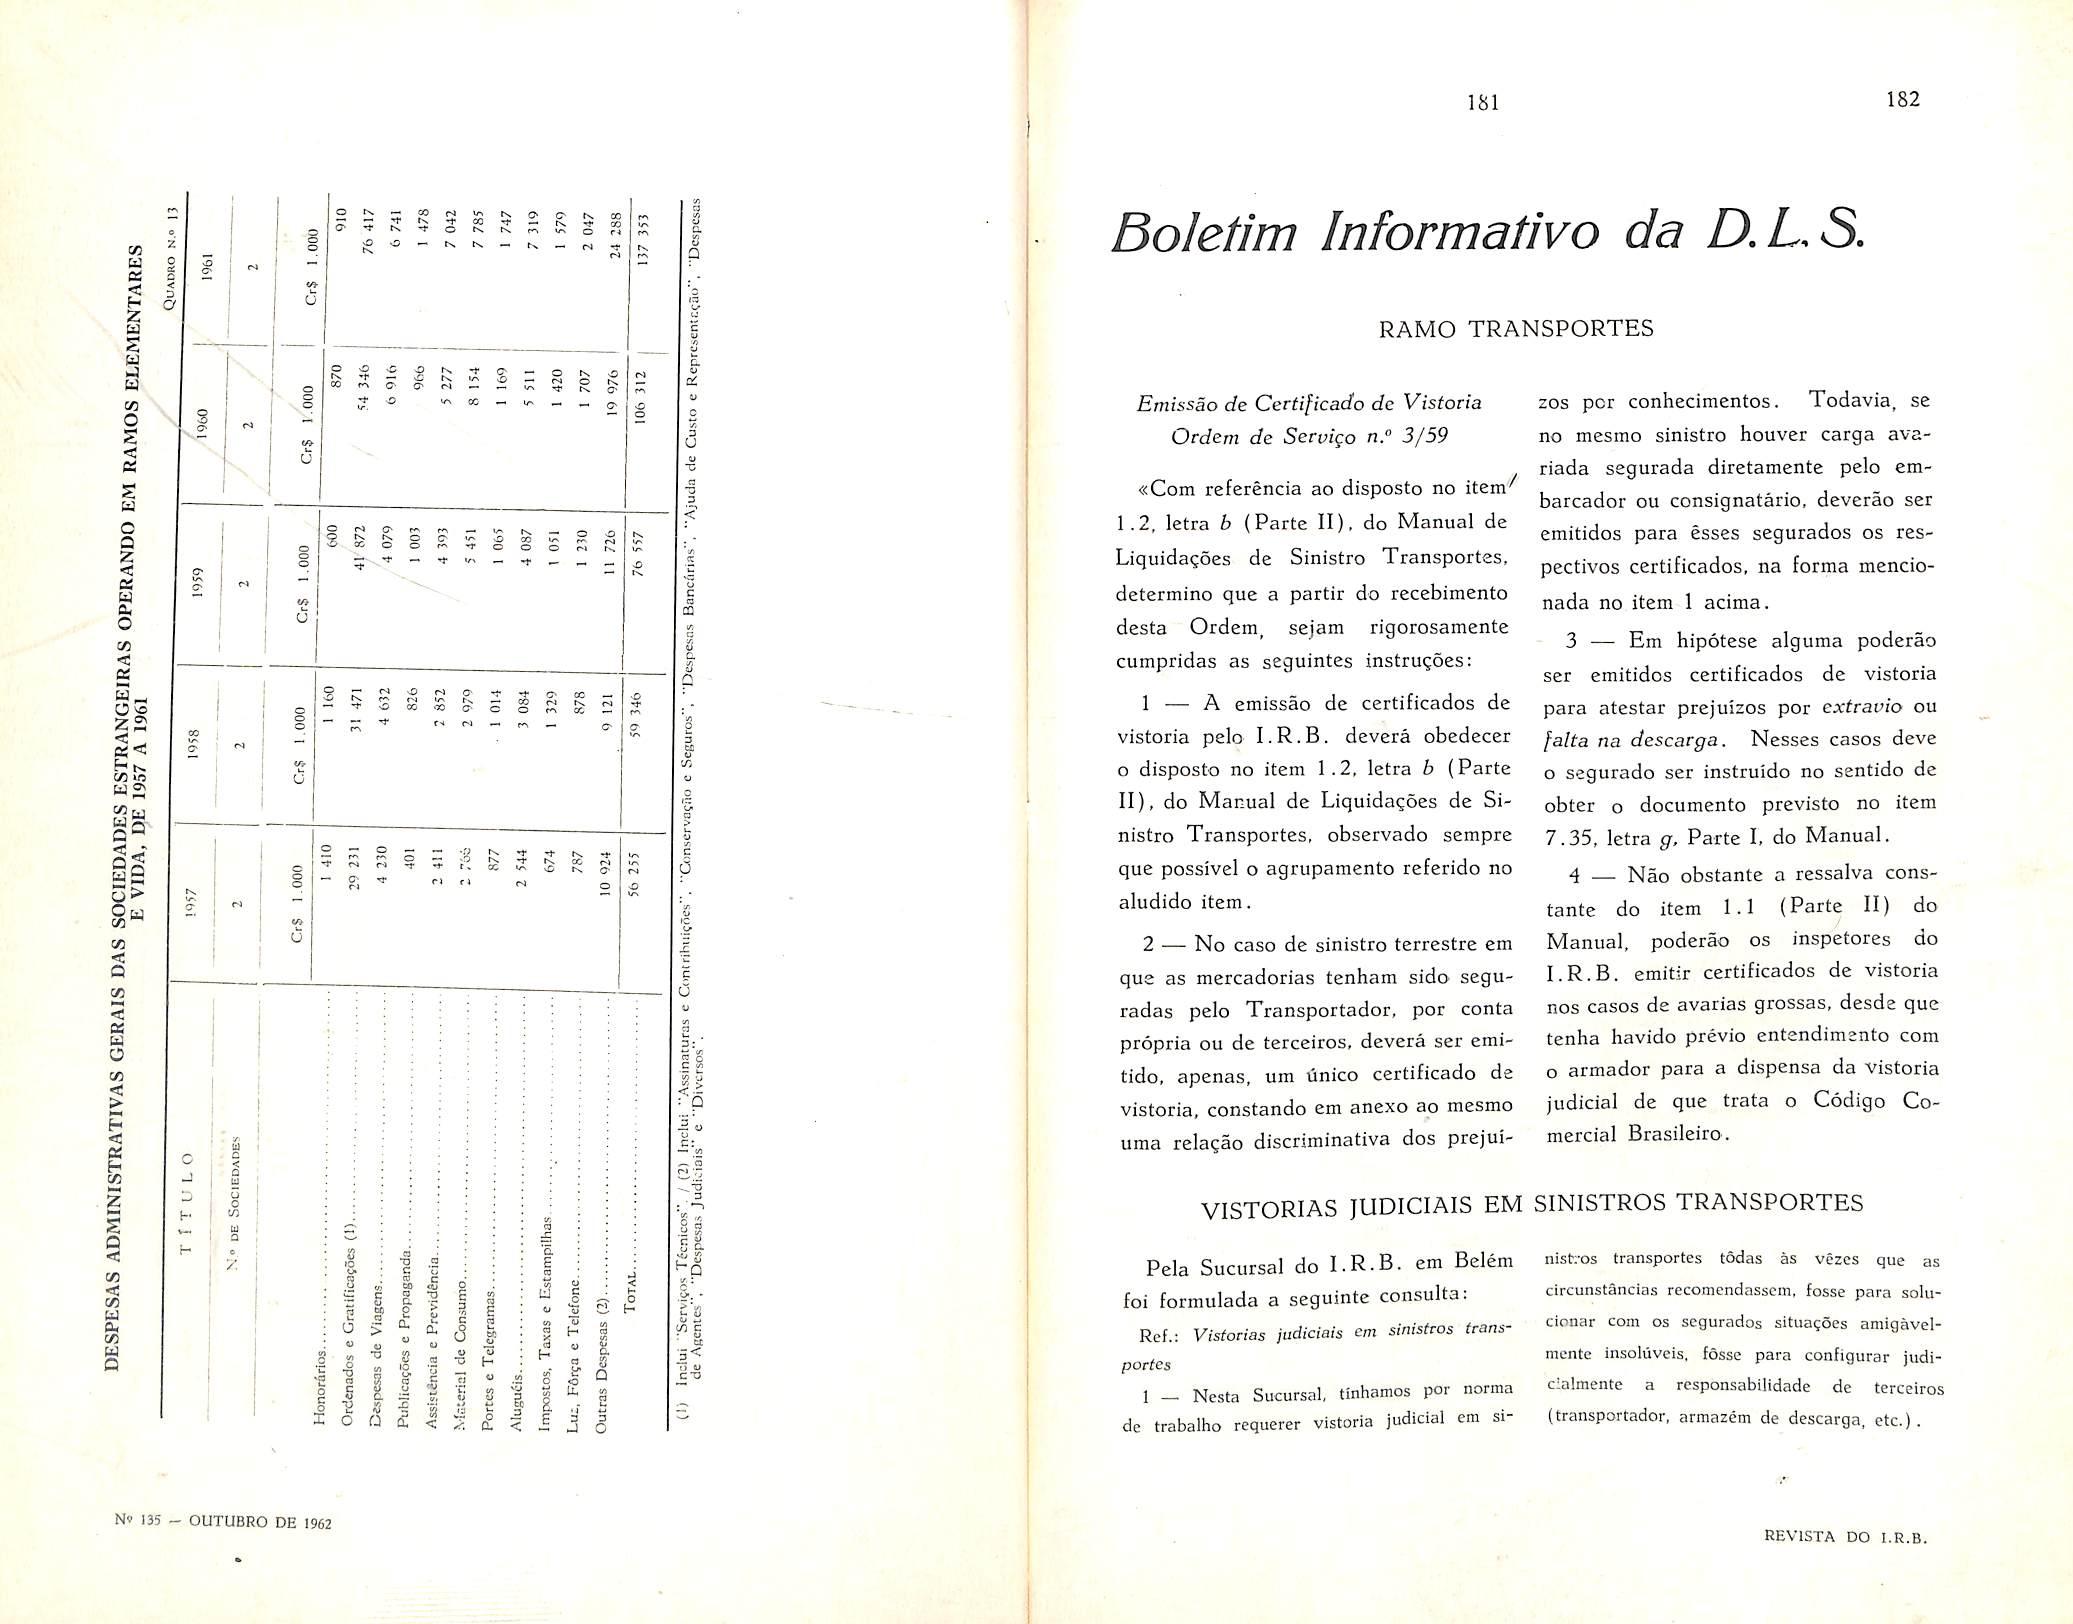 DESPESAS ADMINISTRATIVAS GERAIS DAS SOCIEDADES ESTRANGEIRAS OPERANDO EM RAMOS ELEMENTARES
E VIDA, DE 1957 A 1961
QUADRO N.º 13
TÍTULO 1957 1958 1959 1960 1961
N.º DE SOCIEDADES 2 2 2 2 2
Cr$ 1.000 Cr$ 1.000 Cr$ 1.000 Cr$ 1.000 Cr$ 1.000
Honorários 1 410 1 160 600 870 910
Ordenados e Gratificações (1) 29 231 31 471 41 872 54 346 76 417
Despesas de Viagens 4 230 4 632 4 079 6 916 6 741
Publicações e Propaganda 401 826 1 003 966 1 478
Assistência e Previdência 2 411 2 852 4 393 5 277 7 042
Material de Consumo 2 766 2 979 5 451 8 154 7 785
Portes e Telegramas 877 1 014 1 065 1 169 1 747
Aluguéis 2 544 3 084 4 087 5 511 7 319
Impostos, Taxas e Estampilhas 674 1 329 1 051 1 420 1 579
Luz, Fôrça e Telefone 787 878 1 230 1 707 2 047
Outras Despesas (2) 10 924 9 121 11 726 19 976 24 288
TOTAL 56 255 59 346 76 557 106 312 137 353
(1) Inclui "Serviços Técnicos". / (2) Inclui "Assinaturas e Contribuições", "Conservação e Seguros", "Despesas Bancárias", "Ajuda de Custo e Representação", "Despesas
de Agentes", "Despesas Judiciais" e "Diversos".
Nº 135 — OUTUBRO DE 1962
181
182
Boletim Informativo da D.L.S.
RAMO TRANSPORTES
Emissão de Certificado de Vistoria
Ordem de Serviço n.º 3/59
«Com referência ao disposto no item
1.2, letra b (Parte II), do Manual de
Liquidações de Sinistro Transportes,
determino que a partir do recebimento
desta Ordem, sejam rigorosamente
cumpridas as seguintes instruções:
1 — A emissão de certificados de
vistoria pelo I.R.B. deverá obedecer
o disposto no item 1.2, letra b (Parte
II), do Manual de Liquidações de Si-
nistro Transportes, observado sempre
que possível o agrupamento referido no
aludido item.
2 — No caso de sinistro terrestre em
que as mercadorias tenham sido segu-
radas pelo Transportador, por conta
própria ou de terceiros, deverá ser emi-
tido, apenas, um único certificado de
vistoria, constando em anexo ao mesmo
uma relação discriminativa dos prejuí-
zos por conhecimentos. Todavia, se
no mesmo sinistro houver carga ava-
riada segurada diretamente pelo em-
barcador ou consignatário, deverão ser
emitidos para êsses segurados os res-
pectivos certificados, na forma mencio-
nada no item 1 acima.
3 — Em hipótese alguma poderão
ser emitidos certificados de vistoria
para atestar prejuízos por extravio ou
falta na descarga. Nesses casos deve
o segurado ser instruído no sentido de
obter o documento previsto no item
7.35, letra g, Parte I, do Manual.
4 — Não obstante a ressalva cons-
tante do item 1.1 (Parte II) do
Manual, poderão os inspetores do
I.R.B. emitir certificados de vistoria
nos casos de avarias grossas, desde que
tenha havido prévio entendimento com
o armador para a dispensa da vistoria
judicial de que trata o Código Co-
mercial Brasileiro.
VISTORIAS JUDICIAIS EM SINISTROS TRANSPORTES
Pela Sucursal do I.R.B. em Belém
foi formulada a seguinte consulta:
Ref.: Vistorias judiciais em sinistros trans-
portes
1 — Nesta Sucursal, tínhamos por norma
de trabalho requerer vistoria judicial em si-
nistros transportes tôdas às vêzes que as
circunstâncias recomendassem, fosse para solu-
cionar com os segurados situações amigàvel-
mente insolúveis, fôsse para configurar judi-
cialmente a responsabilidade de terceiros
(transportador, armazém de descarga, etc.).
REVISTA DO I.R.B.